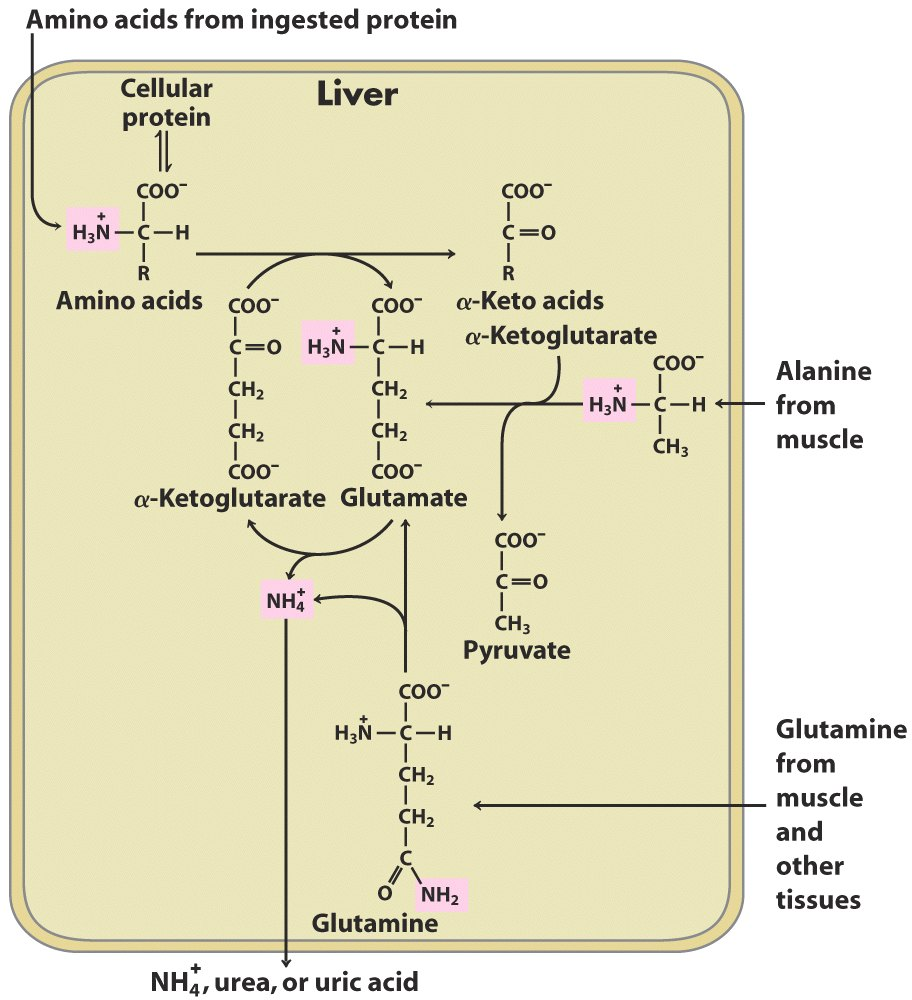 Amino acids from ingested protein
Liver
Cellular
protein
COO⁻
H₃N⁺—C—H
R
Amino acids
COO⁻
C=O
R
α-Keto acids
COO⁻
C=O
CH₂
CH₂
COO⁻
α-Ketoglutarate
COO⁻
H₃N⁺—C—H
CH₂
CH₂
COO⁻
Glutamate
α-Ketoglutarate
COO⁻
H₃N⁺—C—H
CH₃
Alanine
from
muscle
COO⁻
C=O
CH₃
Pyruvate
NH₄⁺
COO⁻
H₃N⁺—C—H
CH₂
CH₂
C
O NH₂
Glutamine
Glutamine
from
muscle
and
other
tissues
NH₄⁺, urea, or uric acid